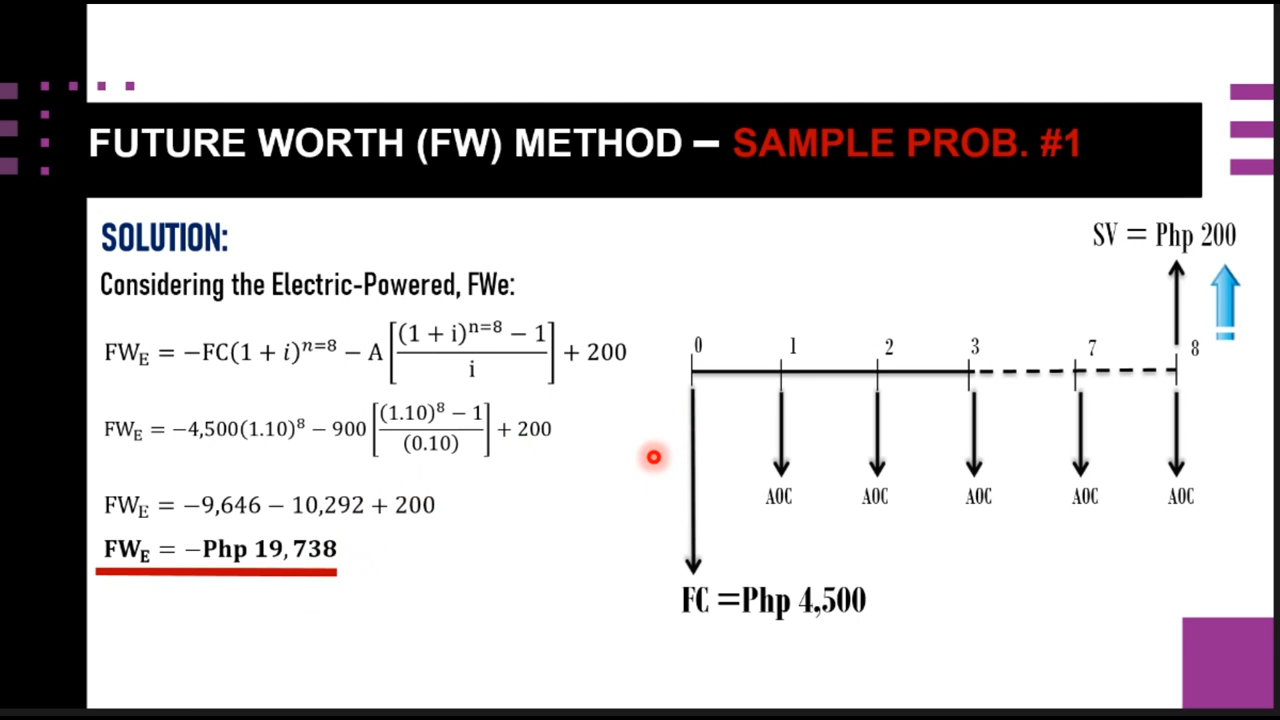 FUTURE WORTH (FW) METHOD – SAMPLE PROB. #1
SOLUTION:
Considering the Electric-Powered, FWe:
FW_E = −FC(1 + i)^{n=8} − A [((1 + i)^{n=8} − 1) / i] + 200
FW_E = −4,500(1.10)^8 − 900 [((1.10)^8 − 1) / (0.10)] + 200
FW_E = −9,646 − 10,292 + 200
FW_E = −Php 19,738
SV = Php 200
0 1 2 3 7 8
AOC AOC AOC AOC AOC
FC =Php 4,500